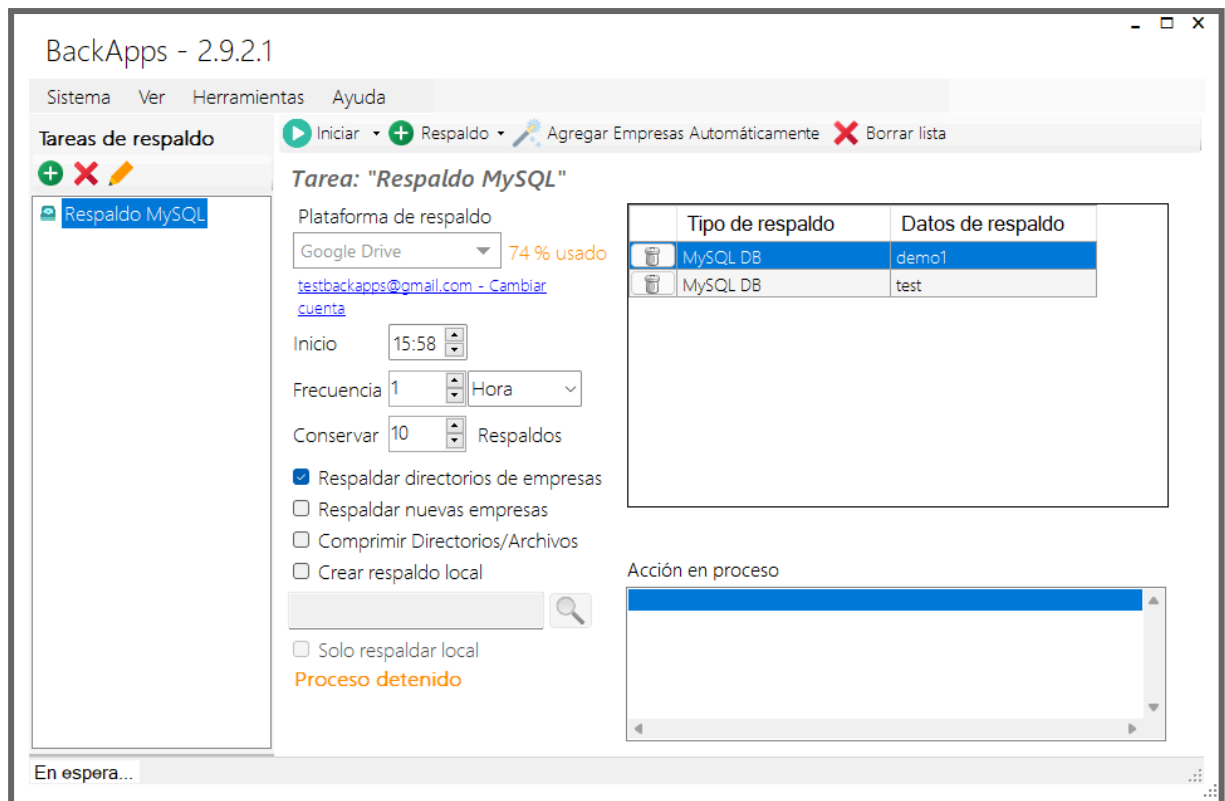 BackApps - 2.9.2.1
Sistema Ver Herramientas Ayuda
Tareas de respaldo
Iniciar Respaldo Agregar Empresas Automáticamente Borrar lista
Respaldo MySQL
Tarea: "Respaldo MySQL"
Plataforma de respaldo
Google Drive 74 % usado
testbackapps@gmail.com - Cambiar
cuenta
Inicio 15:58
Frecuencia 1 Hora
Conservar 10 Respaldos
Respaldar directorios de empresas
Respaldar nuevas empresas
Comprimir Directorios/Archivos
Crear respaldo local
Solo respaldar local
Proceso detenido
Tipo de respaldo Datos de respaldo
MySQL DB demo1
MySQL DB test
Acción en proceso
En espera...